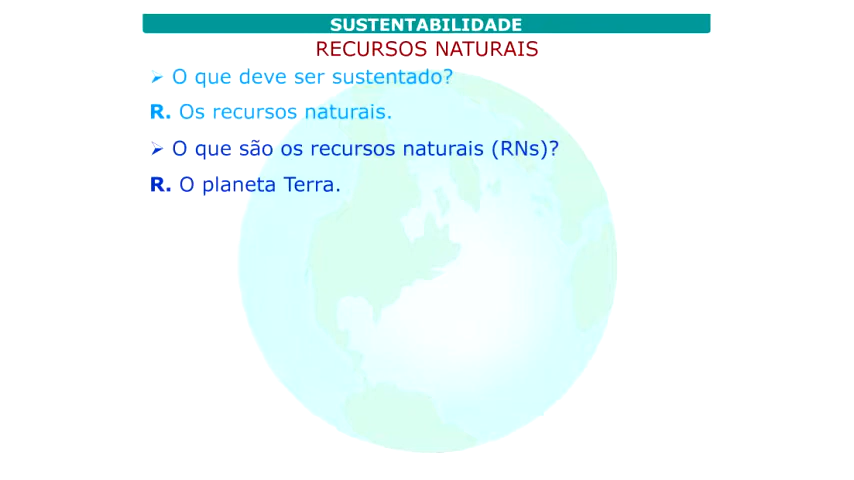 SUSTENTABILIDADE
RECURSOS NATURAIS
➢ O que deve ser sustentado?
R. Os recursos naturais.
➢ O que são os recursos naturais (RNs)?
R. O planeta Terra.